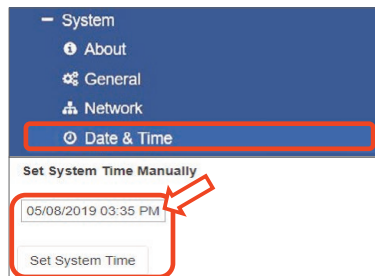 System
About
General
Network
Date & Time
Set System Time Manually
05/08/2019 03:35 PM
Set System Time